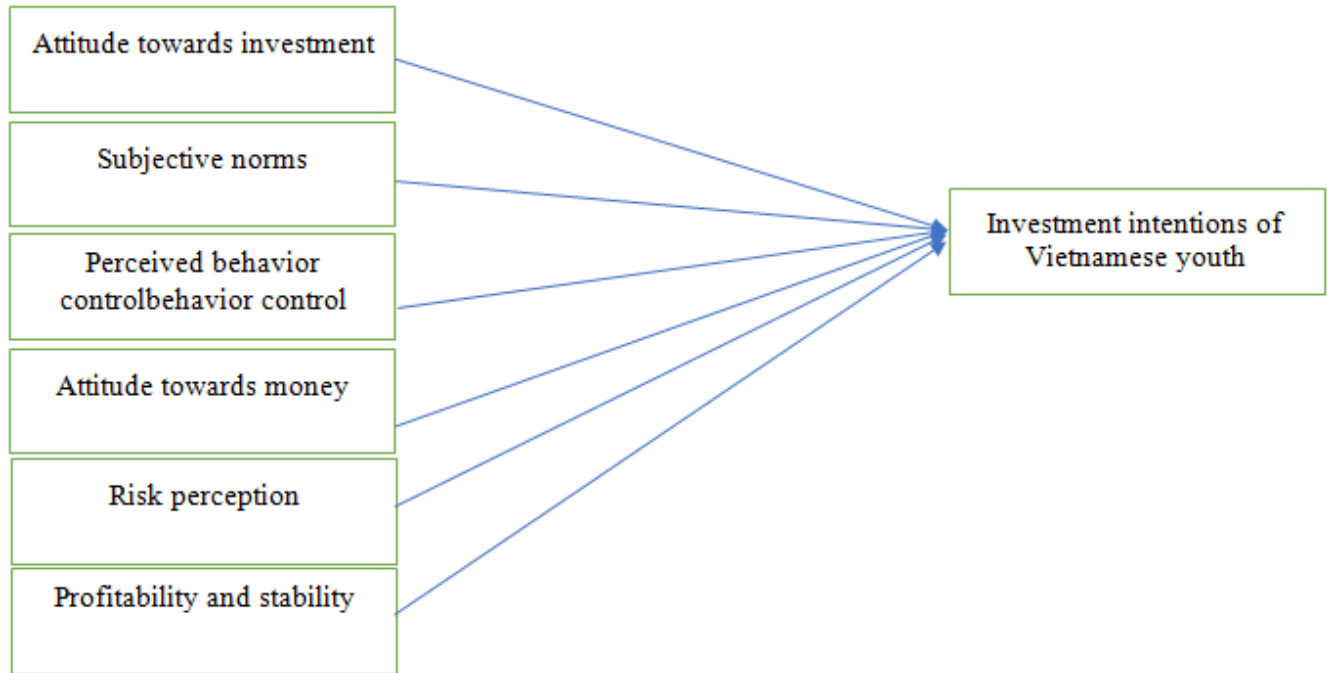 Attitude towards investment
Subjective norms
Perceived behavior
controlbehavior control
Attitude towards money
Risk perception
Profitability and stability
Investment intentions of
Vietnamese youth